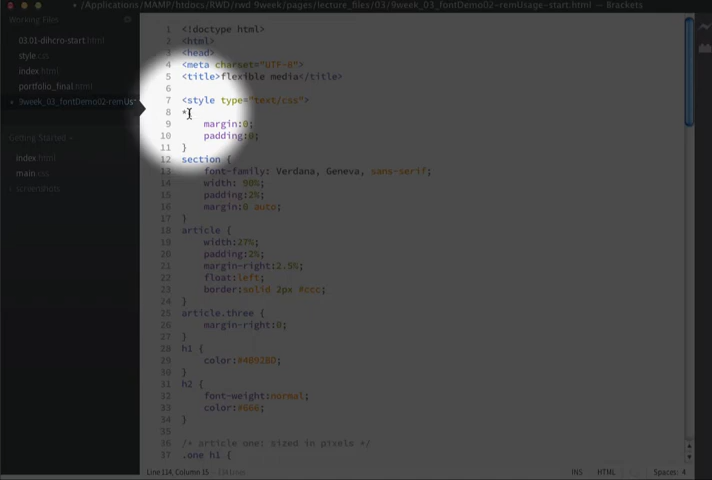 /Applications/MAMP/htdocs/RWD/rwd 9week/pages/lecture_files/03/9week_03_fontDemo02-remUsage-start.html — Brackets
Working Files
03.01-dihcro-start.html
style.css
index.html
portfolio_final.html
9week_03_fontDemo02-remUs
Getting Started
index.html
main.css
screenshots
1 <!doctype html>
2 <html>
3 <head>
4 <meta charset="UTF-8">
5 <title>flexible media</title>
6
7 <style type="text/css">
8 *{
9 margin:0;
10 padding:0;
11 }
12 section {
13 font-family: Verdana, Geneva, sans-serif;
14 width: 90%;
15 padding:2%;
16 margin:0 auto;
17 }
18 article {
19 width:27%;
20 padding:2%;
21 margin-right:2.5%;
22 float:left;
23 border:solid 2px #ccc;
24 }
25 article.three {
26 margin-right:0;
27 }
28 h1 {
29 color:#4B92BD;
30 }
31 h2 {
32 font-weight:normal;
33 color:#666;
34 }
35
36 /* article one: sized in pixels */
37 .one h1 {
Line 114, Column 15 — 134 Lines
INS HTML Spaces: 4